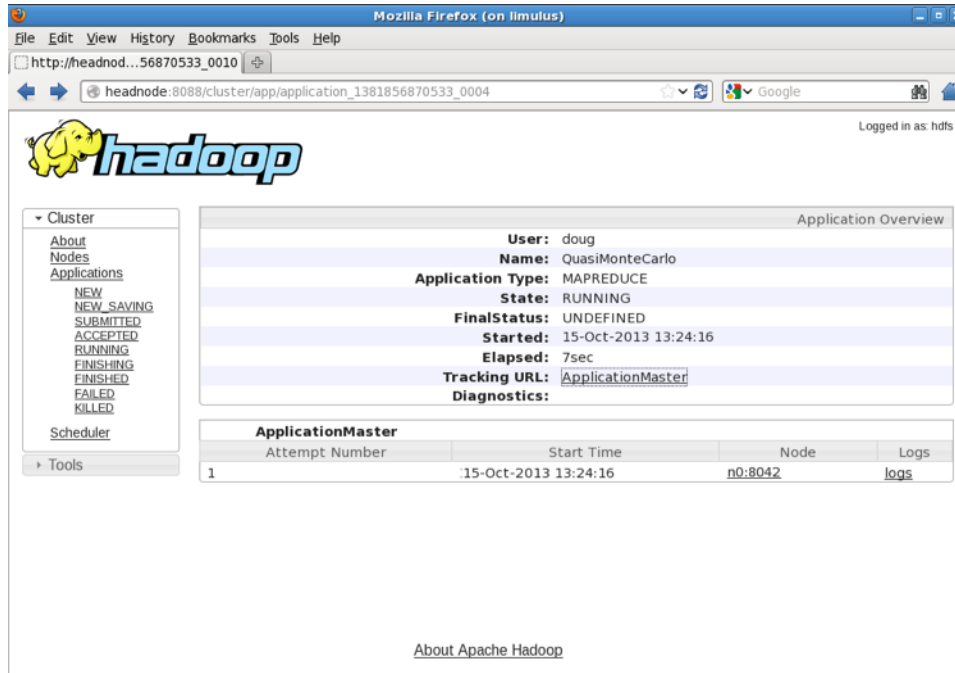 Mozilla Firefox (on limulus)
File Edit View History Bookmarks Tools Help
http://headnod...56870533_0010
headnode:8088/cluster/app/application_1381856870533_0004 Google
Logged in as: hdfs
hadoop
Cluster
About
Nodes
Applications
NEW
NEW_SAVING
SUBMITTED
ACCEPTED
RUNNING
FINISHING
FINISHED
FAILED
KILLED
Scheduler
Tools
Application Overview
User: doug
Name: QuasiMonteCarlo
Application Type: MAPREDUCE
State: RUNNING
FinalStatus: UNDEFINED
Started: 15-Oct-2013 13:24:16
Elapsed: 7sec
Tracking URL: ApplicationMaster
Diagnostics:
ApplicationMaster
Attempt Number Start Time Node Logs
1 15-Oct-2013 13:24:16 n0:8042 logs
About Apache Hadoop